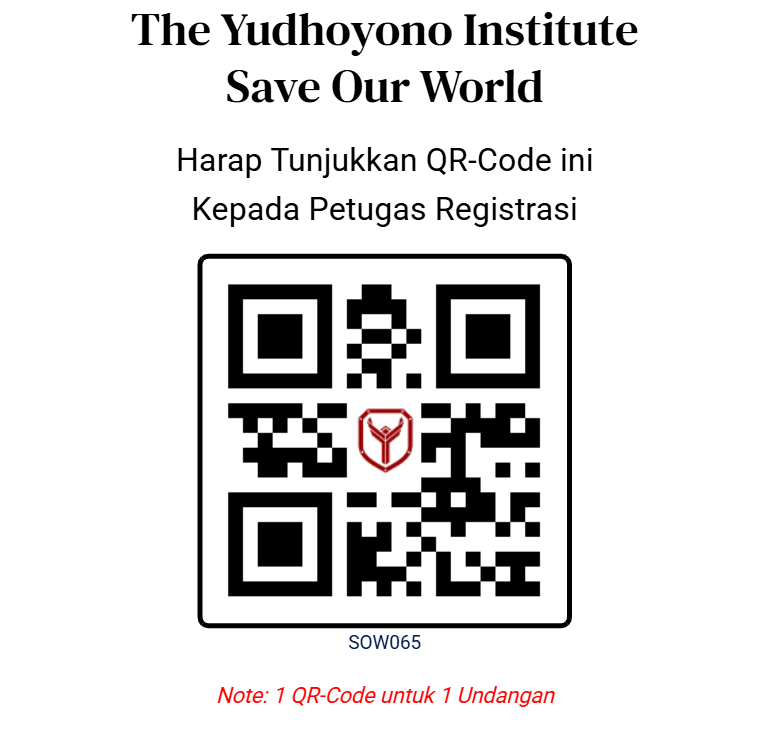 The Yudhoyono Institute
Save Our World
Harap Tunjukkan QR-Code ini
Kepada Petugas Registrasi
SOW065
Note: 1 QR-Code untuk 1 Undangan